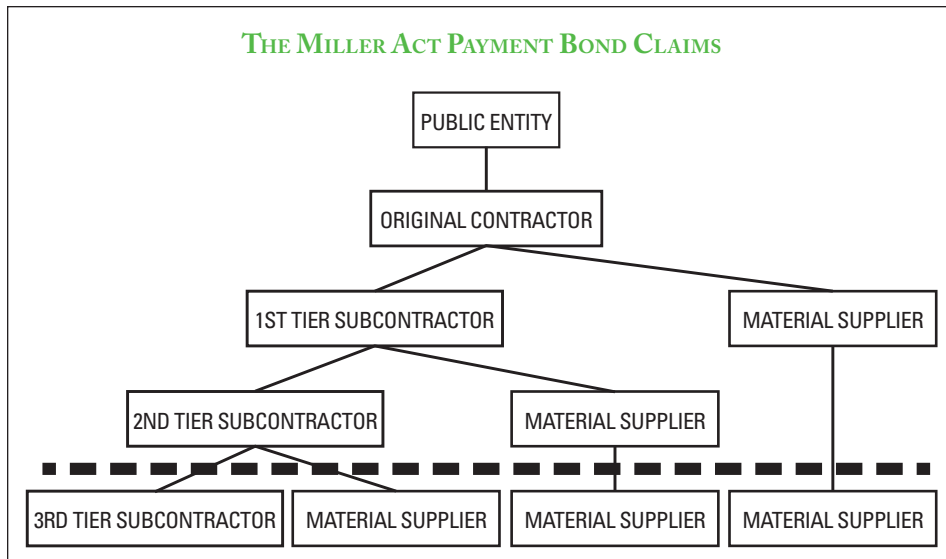 THE MILLER ACT PAYMENT BOND CLAIMS
PUBLIC ENTITY
ORIGINAL CONTRACTOR
1ST TIER SUBCONTRACTOR
MATERIAL SUPPLIER
2ND TIER SUBCONTRACTOR
MATERIAL SUPPLIER
3RD TIER SUBCONTRACTOR
MATERIAL SUPPLIER
MATERIAL SUPPLIER
MATERIAL SUPPLIER